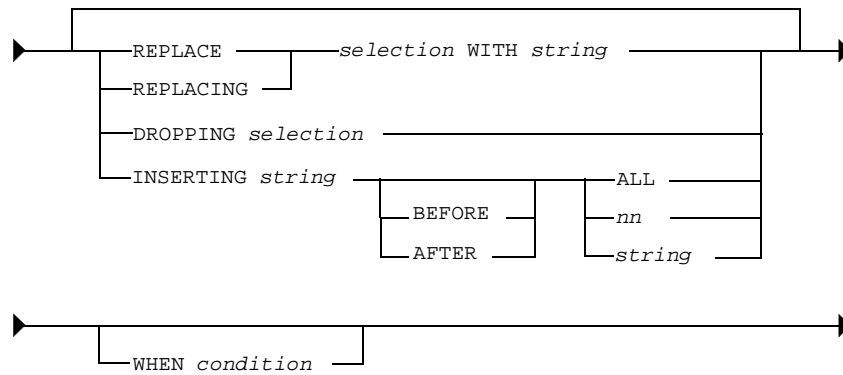 REPLACE selection WITH string
REPLACING
DROPPING selection
INSERTING string ALL
BEFORE nn
AFTER string
WHEN condition